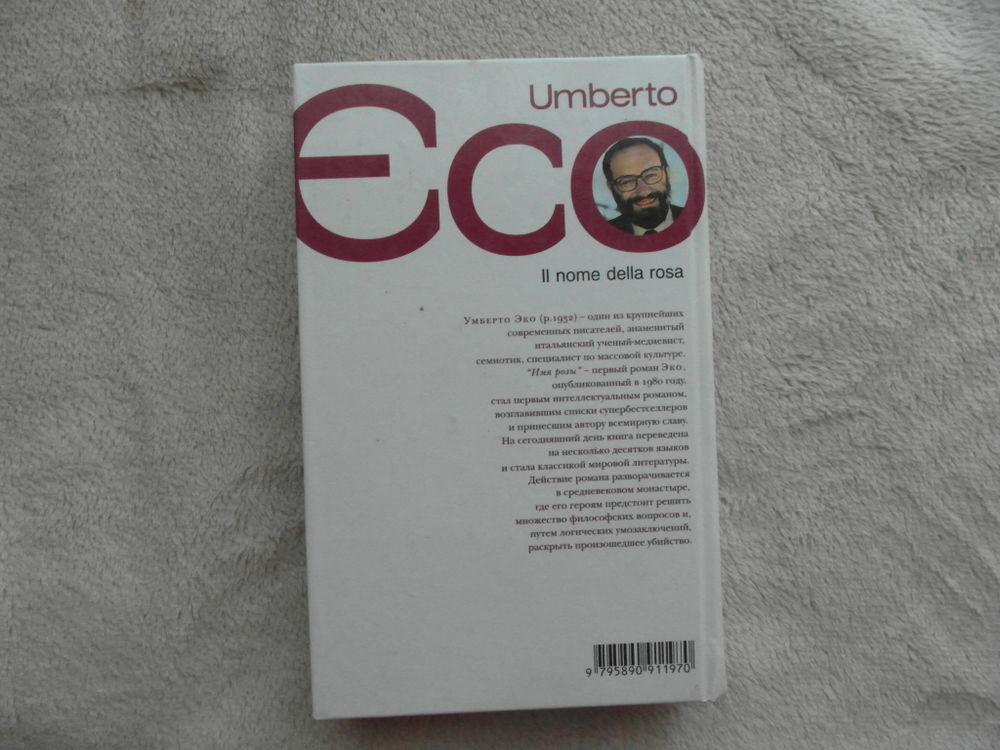 Umberto
Eco
Il nome della rosa
Умберто Эко (р.1932) – один из крупнейших
современных писателей, знаменитый
итальянский ученый-медиевист,
семиотик, специалист по массовой культуре.
“Имя розы” – первый роман Эко,
опубликованный в 1980 году,
стал первым интеллектуальным романом,
возглавившим списки супербестселлеров
и принесшим автору всемирную славу.
На сегодняшний день книга переведена
на несколько десятков языков
и стала классикой мировой литературы.
Действие романа разворачивается
в средневековом монастыре,
где его героям предстоит решить
множество философских вопросов и,
путем логических умозаключений,
раскрыть произошедшее убийство.
9 795890 911970